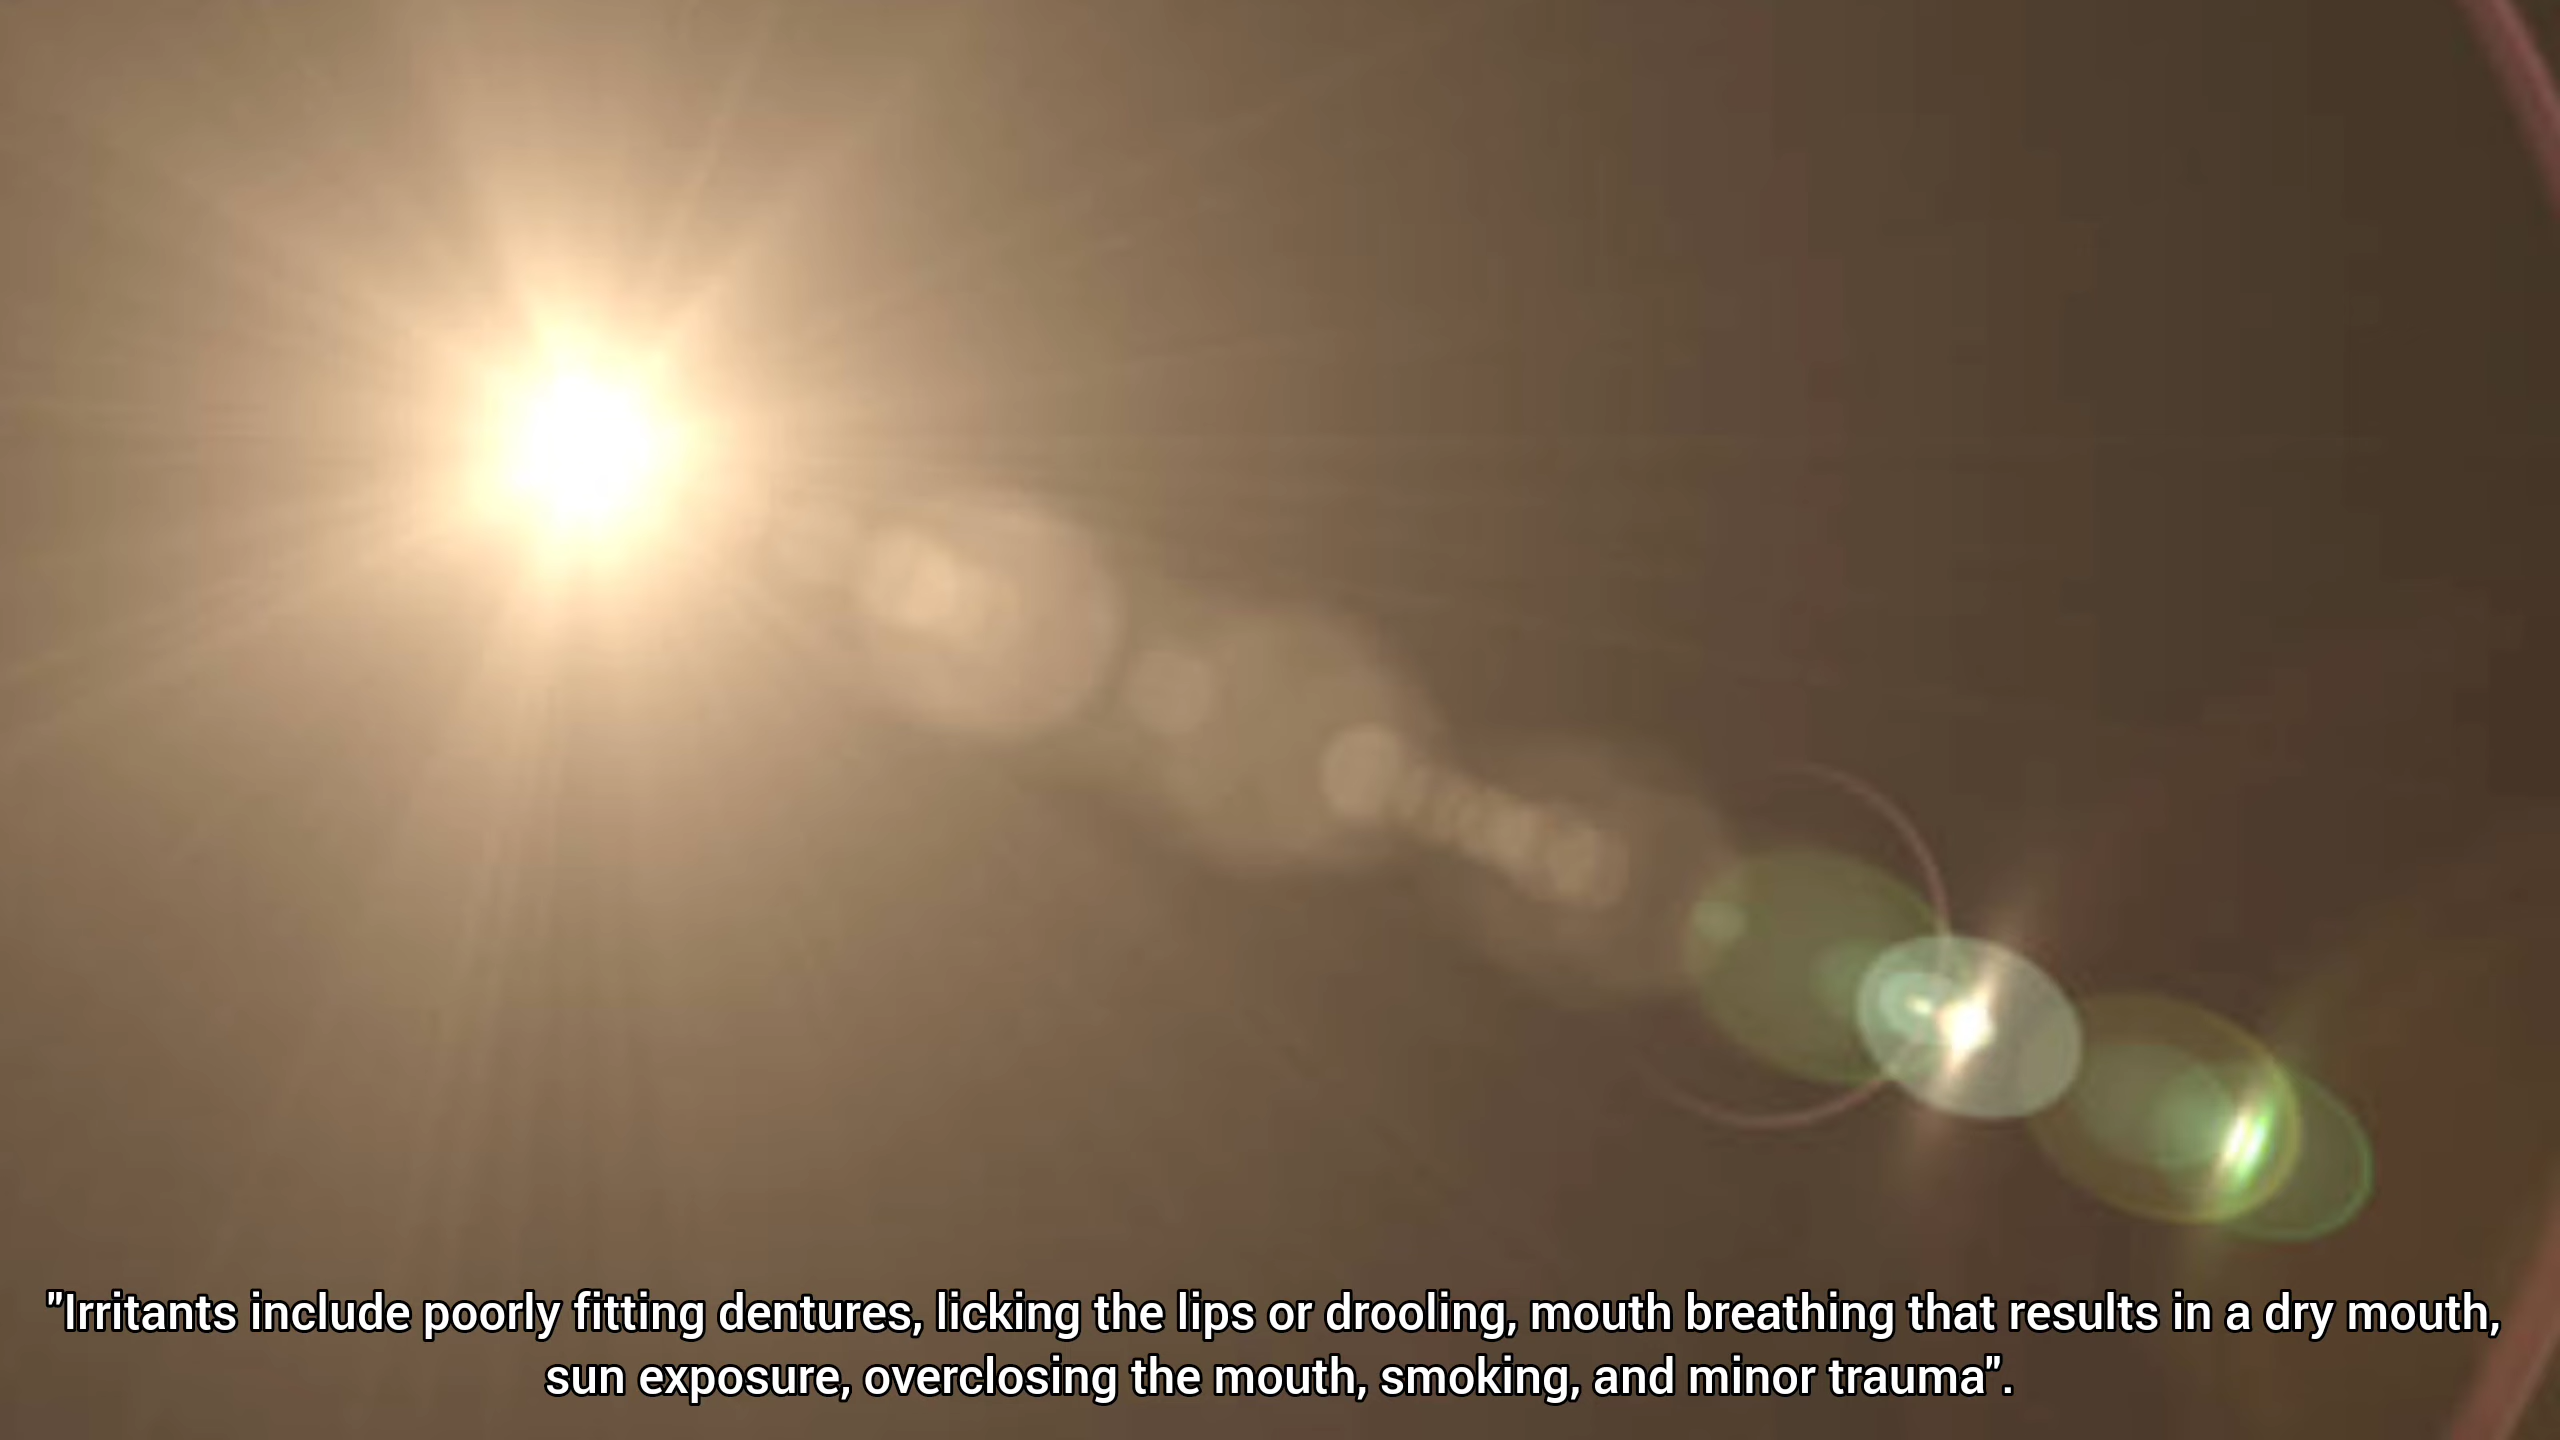 "Irritants include poorly fitting dentures, licking the lips or drooling, mouth breathing that results in a dry mouth,
sun exposure, overclosing the mouth, smoking, and minor trauma".